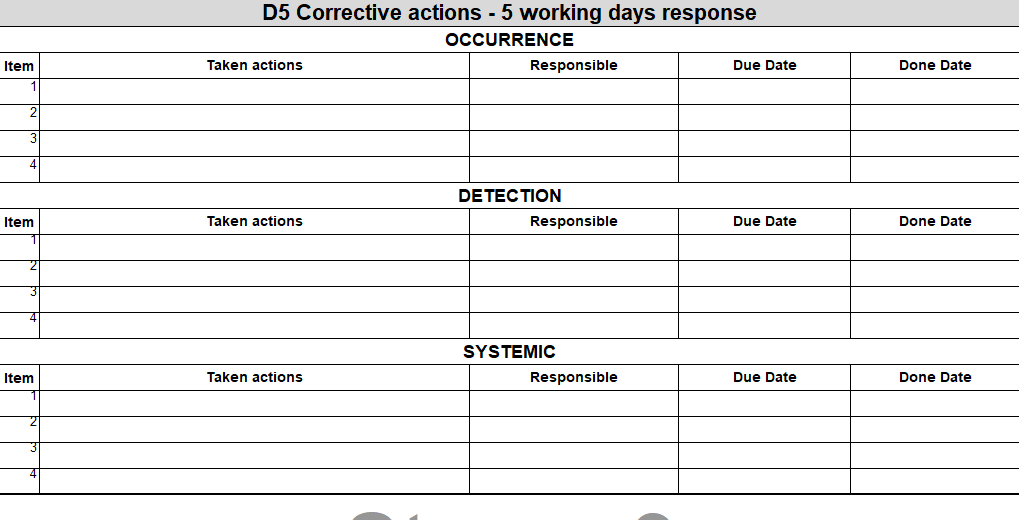 D5 Corrective actions - 5 working days response
OCCURRENCE
Item Taken actions Responsible Due Date Done Date
1
2
3
4
DETECTION
Item Taken actions Responsible Due Date Done Date
1
2
3
4
SYSTEMIC
Item Taken actions Responsible Due Date Done Date
1
2
3
4